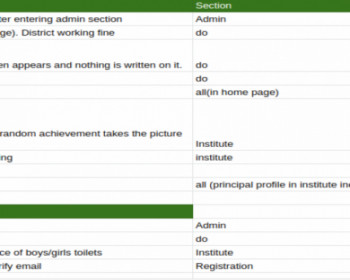 Section
ter entering admin section Admin
ge). District working fine do
en appears and nothing is written on it. do
do
all(in home page)
random achievement takes the picture
Institute
ng institute
all (principal profile in institute in
Admin
do
ce of boys/girls toilets Institute
rify email Registration